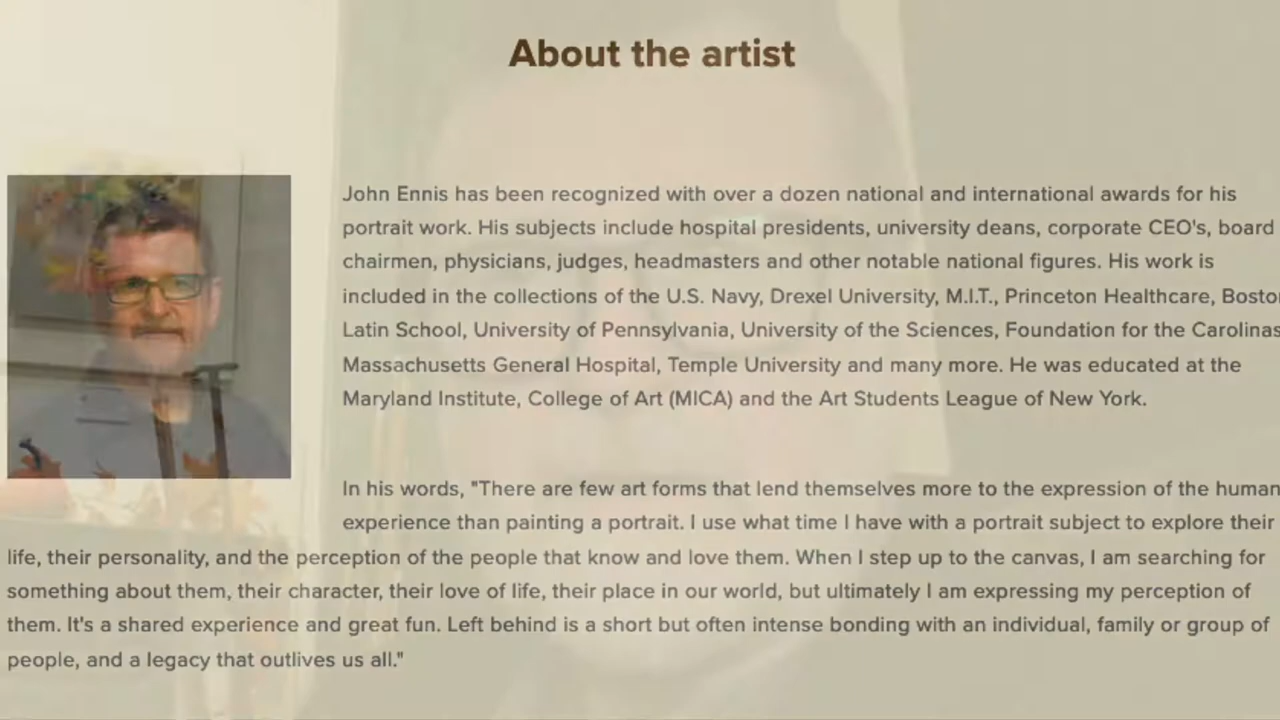 About the artist
John Ennis has been recognized with over a dozen national and international awards for his
portrait work. His subjects include hospital presidents, university deans, corporate CEO's, board
chairmen, physicians, judges, headmasters and other notable national figures. His work is
included in the collections of the U.S. Navy, Drexel University, M.I.T., Princeton Healthcare, Bosto
Latin School, University of Pennsylvania, University of the Sciences, Foundation for the Carolinas
Massachusetts General Hospital, Temple University and many more. He was educated at the
Maryland Institute, College of Art (MICA) and the Art Students League of New York.
In his words, "There are few art forms that lend themselves more to the expression of the human
experience than painting a portrait. I use what time I have with a portrait subject to explore their
life, their personality, and the perception of the people that know and love them. When I step up to the canvas, I am searching for
something about them, their character, their love of life, their place in our world, but ultimately I am expressing my perception of
them. It's a shared experience and great fun. Left behind is a short but often intense bonding with an individual, family or group of
people, and a legacy that outlives us all."